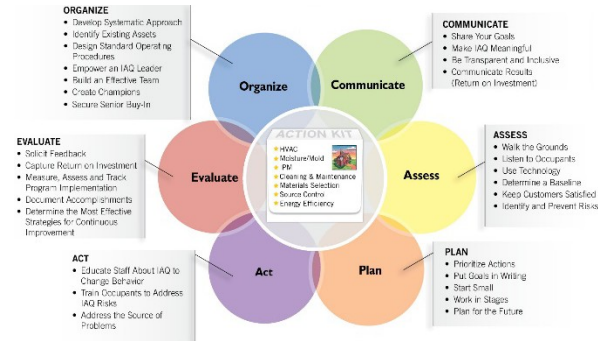 ORGANIZE
• Develop Systematic Approach
• Identify Existing Assets
• Design Standard Operating
Procedures
• Empower an IAQ Leader
• Build an Effective Team
• Create Champions
• Secure Senior Buy-In
COMMUNICATE
• Share Your Goals
• Make IAQ Meaningful
• Be Transparent and Inclusive
• Communicate Results
(Return on Investment)
Organize
Communicate
EVALUATE
• Solicit Feedback
• Capture Return on Investment
• Measure, Assess and Track
Program Implementation
• Document Accomplishments
• Determine the Most Effective
Strategies for Continuous
Improvement
Evaluate
ACTION KIT
HVAC
Moisture/Mold
IPM
Cleaning & Maintenance
Materials Selection
Source Control
Energy Efficiency
Assess
ASSESS
• Walk the Grounds
• Listen to Occupants
• Use Technology
• Determine a Baseline
• Keep Customers Satisfied
• Identify and Prevent Risks
ACT
• Educate Staff About IAQ to
Change Behavior
• Train Occupants to Address
IAQ Risks
• Address the Source of
Problems
Act
Plan
PLAN
• Prioritize Actions
• Put Goals in Writing
• Start Small
• Work in Stages
• Plan for the Future